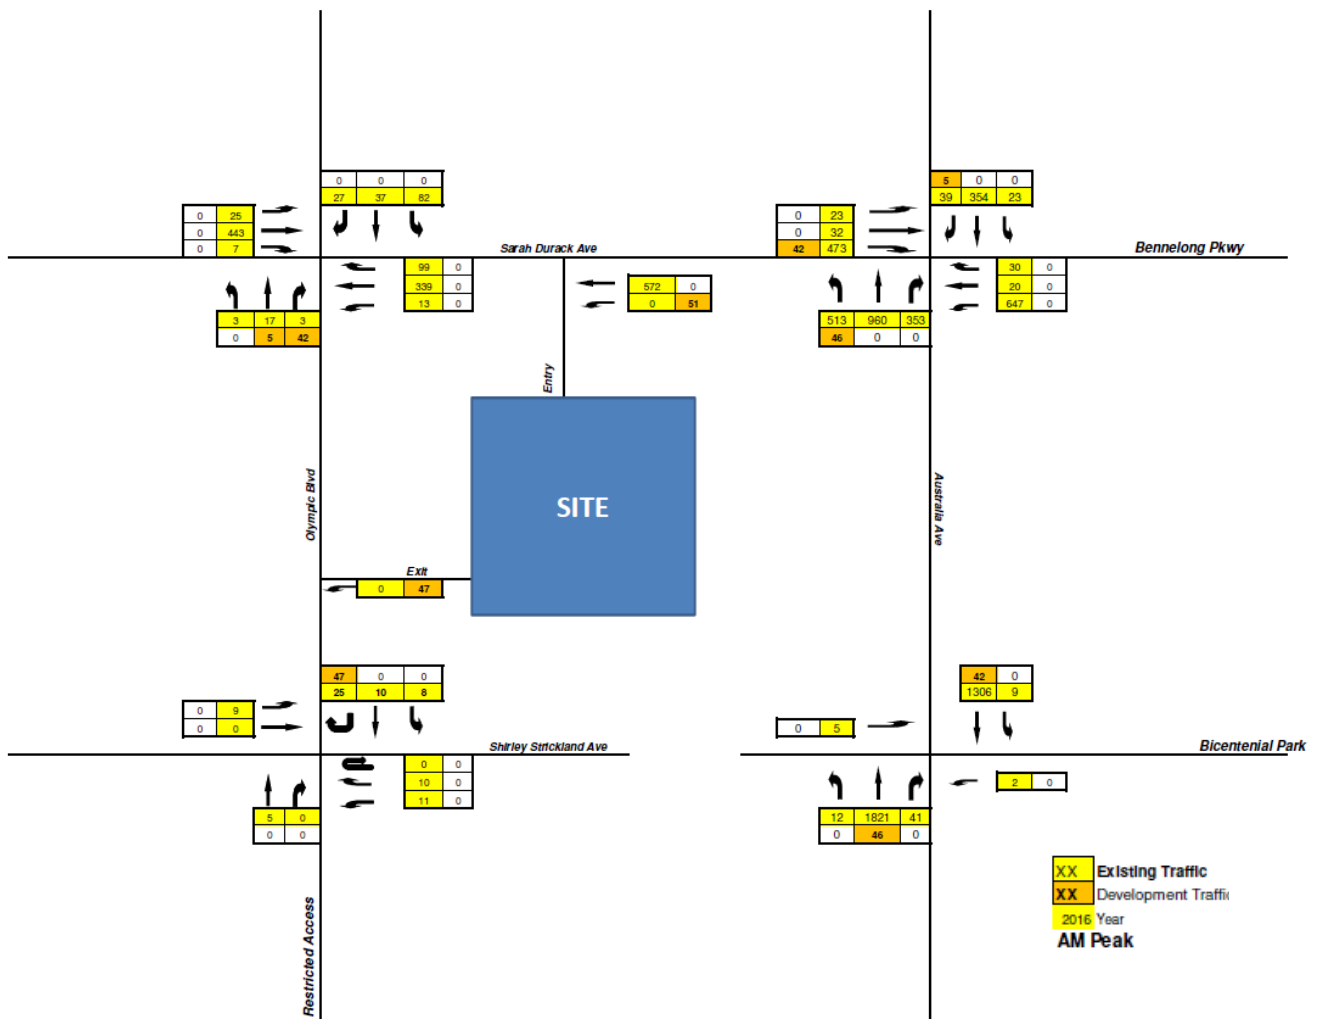 0 0 0 5 0 0
27 37 82 39 354 23
0 25 0 23
0 443 0 32
0 7 42 473
Sarah Durack Ave Bennelong Pkwy
99 0 30 0
339 0 572 0 20 0
13 0 0 51 647 0
3 17 3 513 960 353
0 5 42 46 0 0
Entry
Olympic Blvd
SITE
Australia Ave
Exit
0 47
47 0 0 42 0
25 10 8 1306 9
0 9
0 0 0 5
Shirley Strickland Ave Bicentenial Park
0 0
10 0 2 0
11 0
5 0 12 1821 41
0 0 0 46 0
Restricted Access
XX Existing Traffic
XX Development Traffic
2016 Year
AM Peak